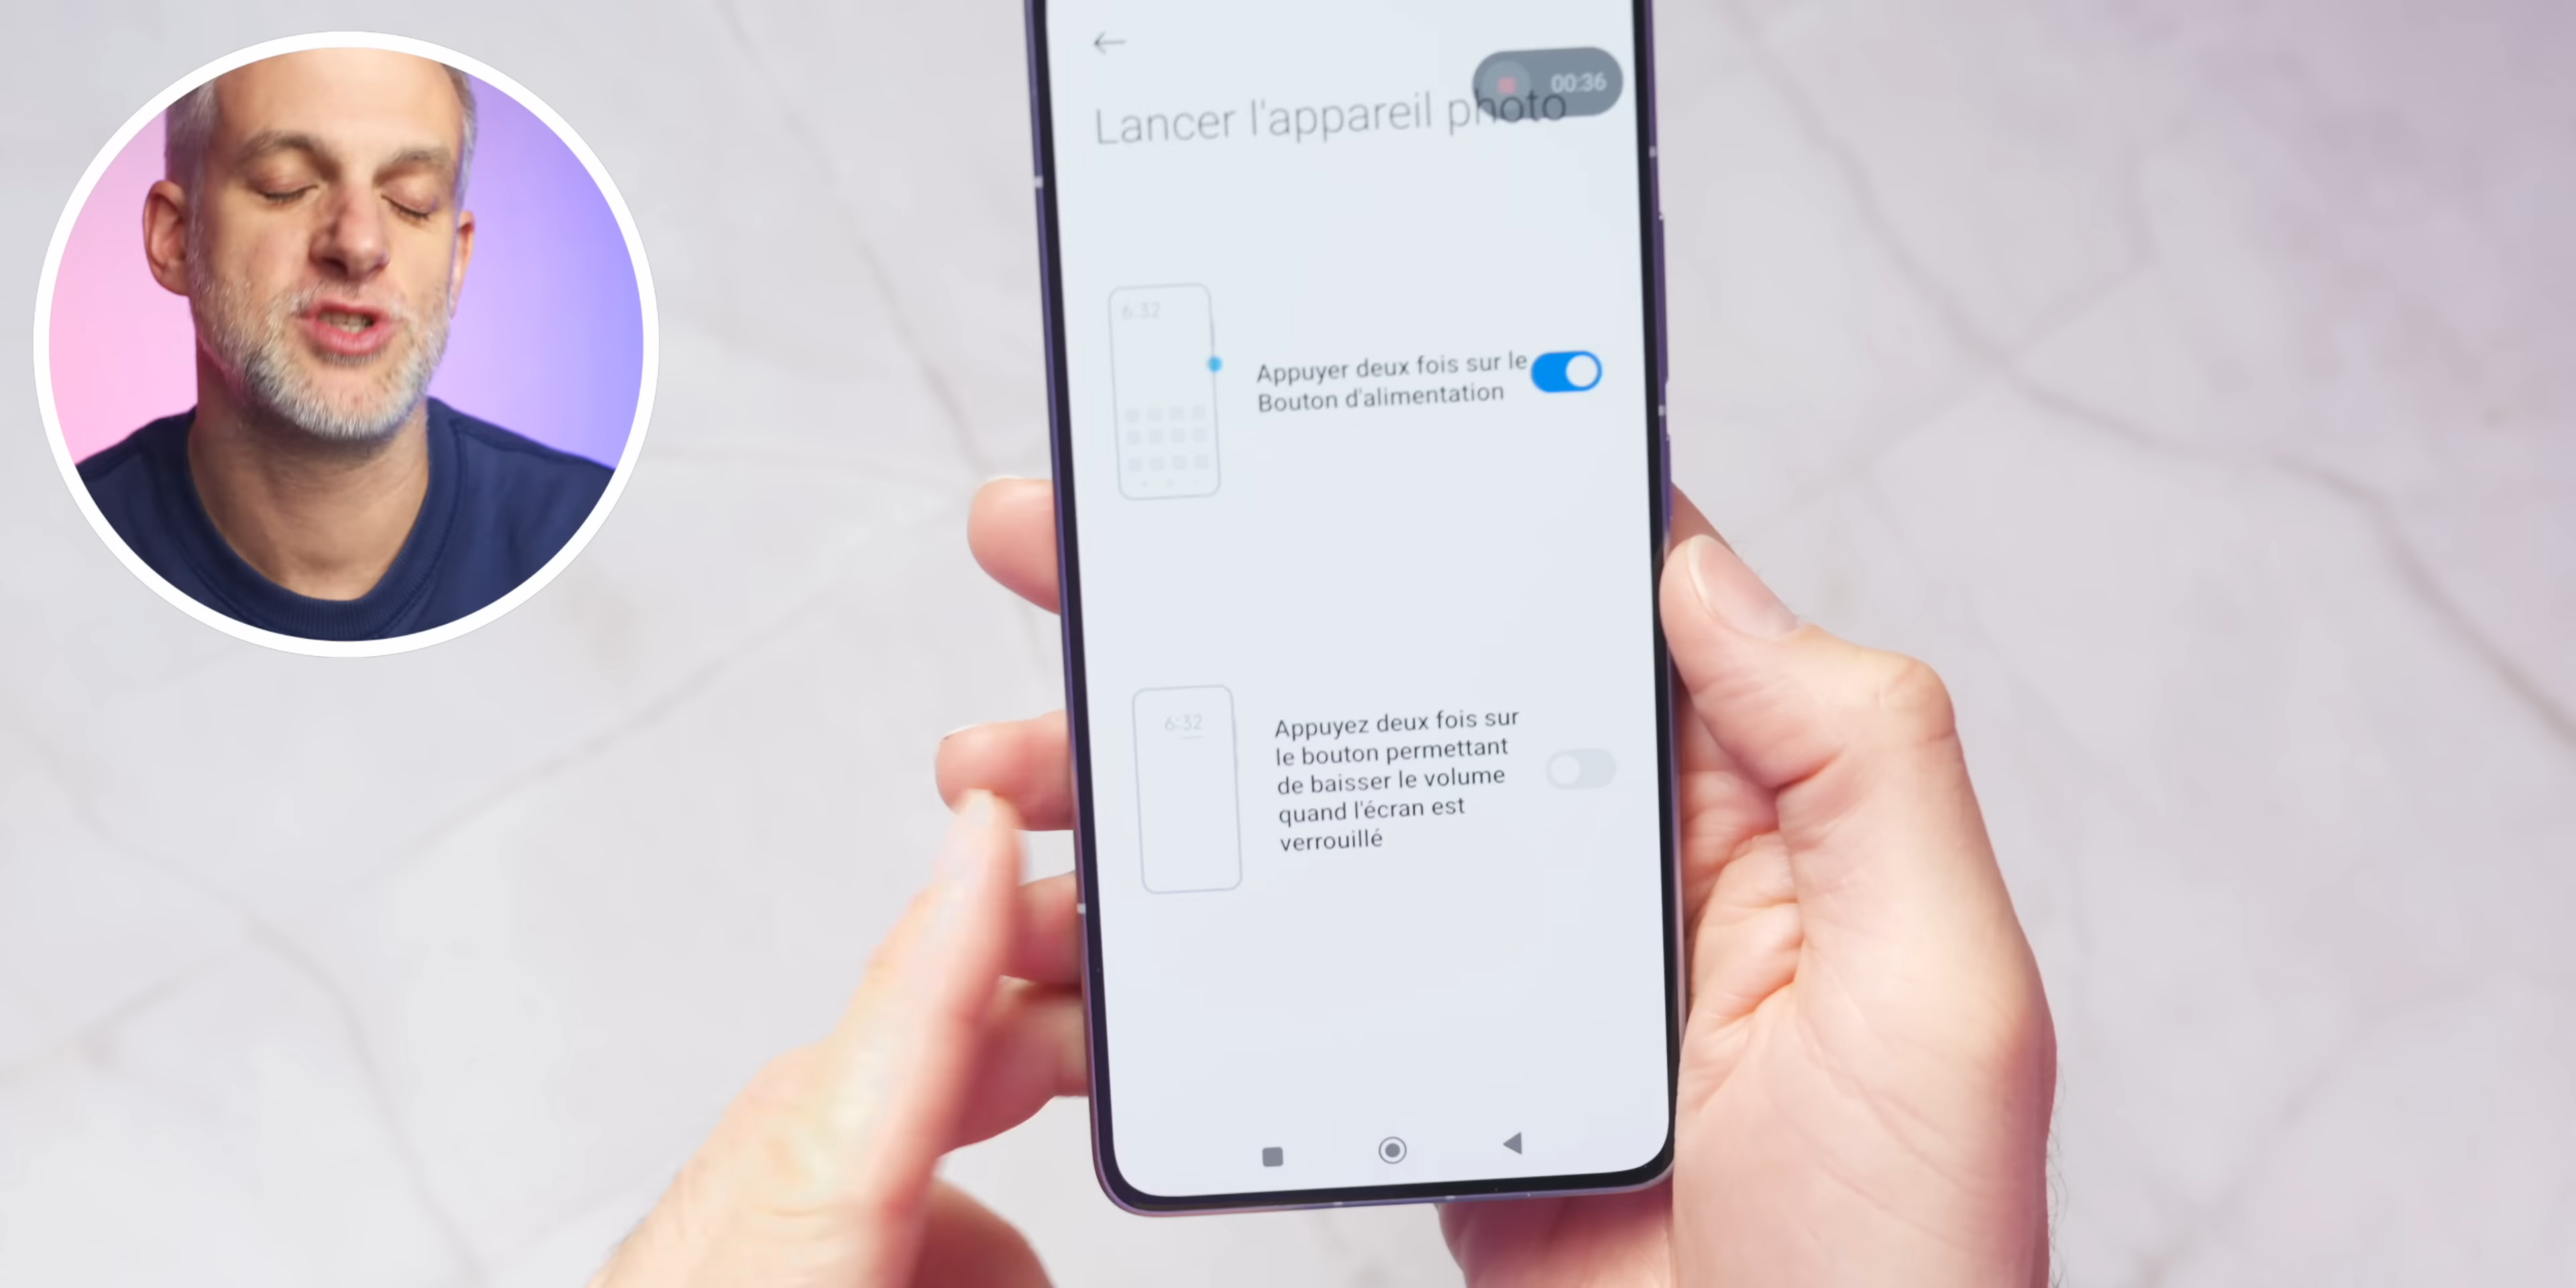 00:36
Lancer l'appareil photo
6:32
Appuyer deux fois sur le
Bouton d'alimentation
6:32
Appuyez deux fois sur
le bouton permettant
de baisser le volume
quand l'écran est
verrouillé